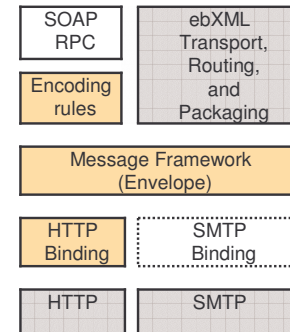 SOAP
RPC
ebXML
Transport,
Routing,
and
Packaging
Encoding
rules
Message Framework
(Envelope)
HTTP
Binding
SMTP
Binding
HTTP
SMTP